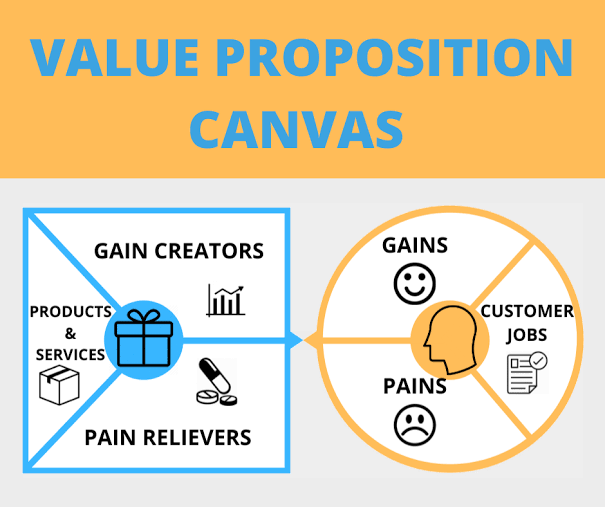 VALUE PROPOSITION
CANVAS
GAIN CREATORS
PRODUCTS
&
SERVICES
PAIN RELIEVERS
GAINS
CUSTOMER
JOBS
PAINS